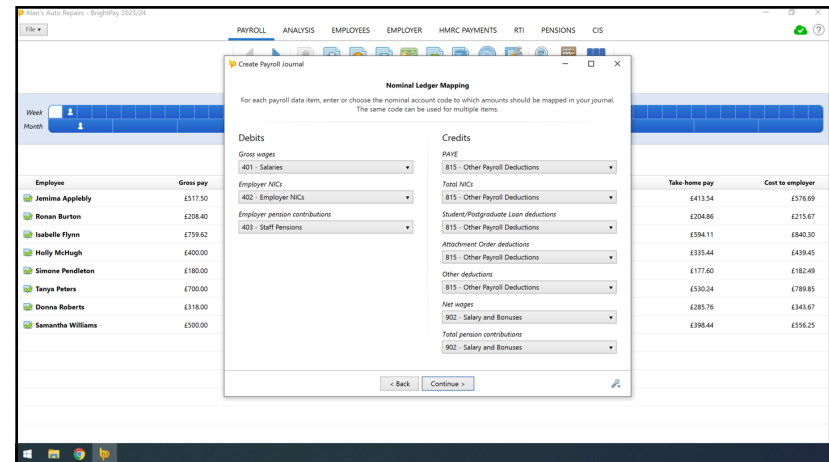 Alan's Auto Repairs - BrightPay 2023/24
File
PAYROLL ANALYSIS EMPLOYEES EMPLOYER HMRC PAYMENTS RTI PENSIONS CIS
Create Payroll Journal
Nominal Ledger Mapping
For each payroll data item, enter or choose the nominal account code to which amounts should be mapped in your journal.
The same code can be used for multiple items.
Week 1
Month 1
Debits
Gross wages
401 - Salaries
Employer NICs
402 - Employer NICs
Employer pension contributions
403 - Staff Pensions
Credits
PAYE
815 - Other Payroll Deductions
Total NICs
815 - Other Payroll Deductions
Student/Postgraduate Loan deductions
815 - Other Payroll Deductions
Attachment Order deductions
815 - Other Payroll Deductions
Other deductions
815 - Other Payroll Deductions
Net wages
902 - Salary and Bonuses
Total pension contributions
902 - Salary and Bonuses
< Back Continue >
Employee Gross pay Take-home pay Cost to employer
Jemima Applebly £517.50 £413.54 £576.69
Ronan Burton £208.40 £204.86 £215.67
Isabelle Flynn £759.62 £594.11 £840.30
Holly McHugh £400.00 £335.44 £439.45
Simone Pendleton £180.00 £177.60 £182.49
Tanya Peters £700.00 £530.24 £789.85
Donna Roberts £318.00 £285.76 £343.67
Samantha Williams £500.00 £398.44 £556.25